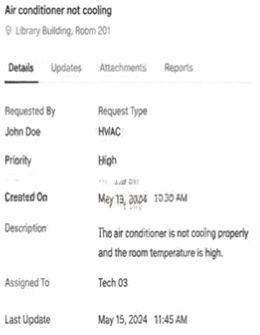 Air conditioner not cooling
Library Building, Room 201
Details Updates Attachments Reports
Requested By Request Type
John Doe HVAC
Priority High
Created On May 13, 2024 10:30 AM
Description The air conditioner is not cooling properly
and the room temperature is high.
Assigned To Tech 03
Last Update May 15, 2024 11:45 AM